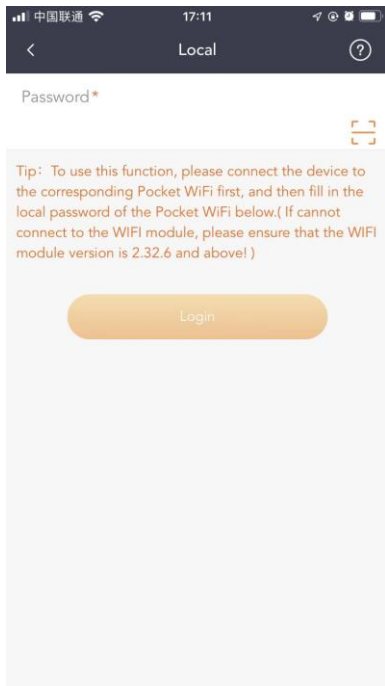 中国联通 17:11
Local ?
Password*
Tip: To use this function, please connect the device to
the corresponding Pocket WiFi first, and then fill in the
local password of the Pocket WiFi below.( If cannot
connect to the WIFI module, please ensure that the WIFI
module version is 2.32.6 and above! )
Login